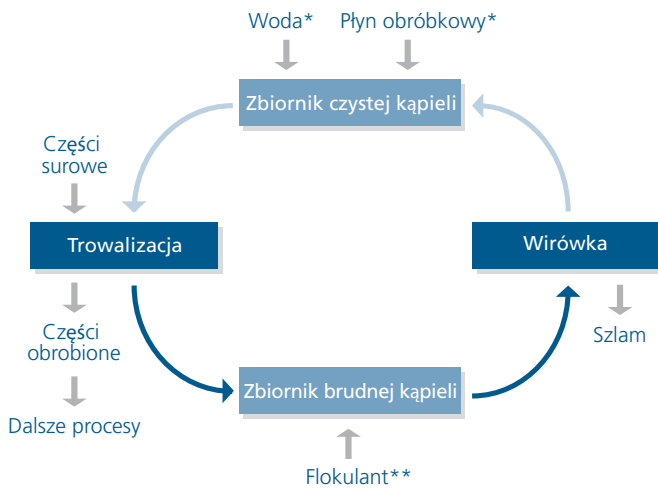 Woda* Płyn obróbkowy*
Zbiornik czystej kąpieli
Części
surowe
Trowalizacja
Wirówka
Części
obrobione
Szlam
Zbiornik brudnej kąpieli
Dalsze procesy
Flokulant**